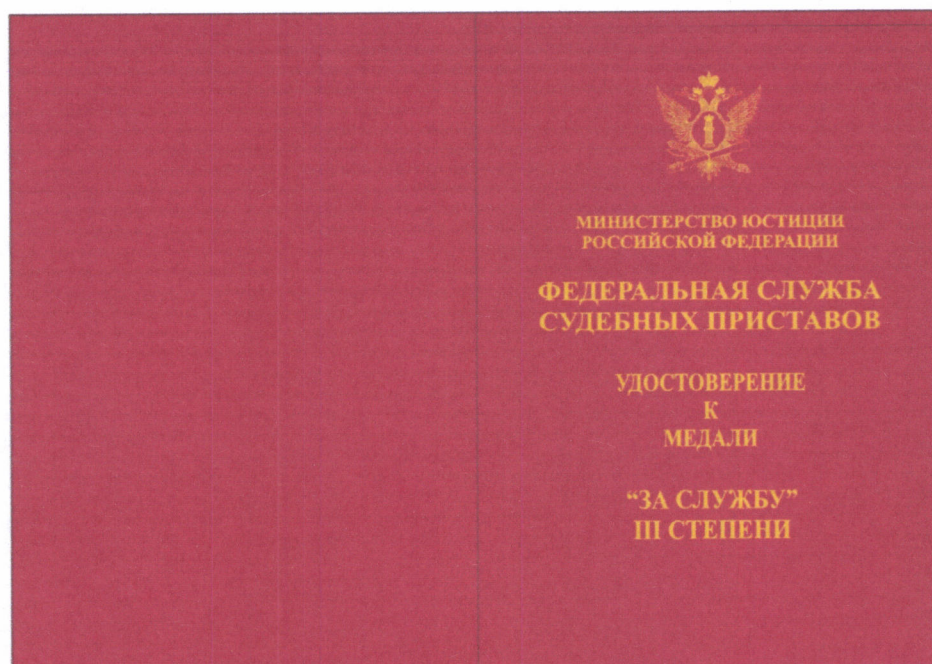 МИНИСТЕРСТВО ЮСТИЦИИ
РОССИЙСКОЙ ФЕДЕРАЦИИ
ФЕДЕРАЛЬНАЯ СЛУЖБА
СУДЕБНЫХ ПРИСТАВОВ
УДОСТОВЕРЕНИЕ
К
МЕДАЛИ
“ЗА СЛУЖБУ”
III СТЕПЕНИ